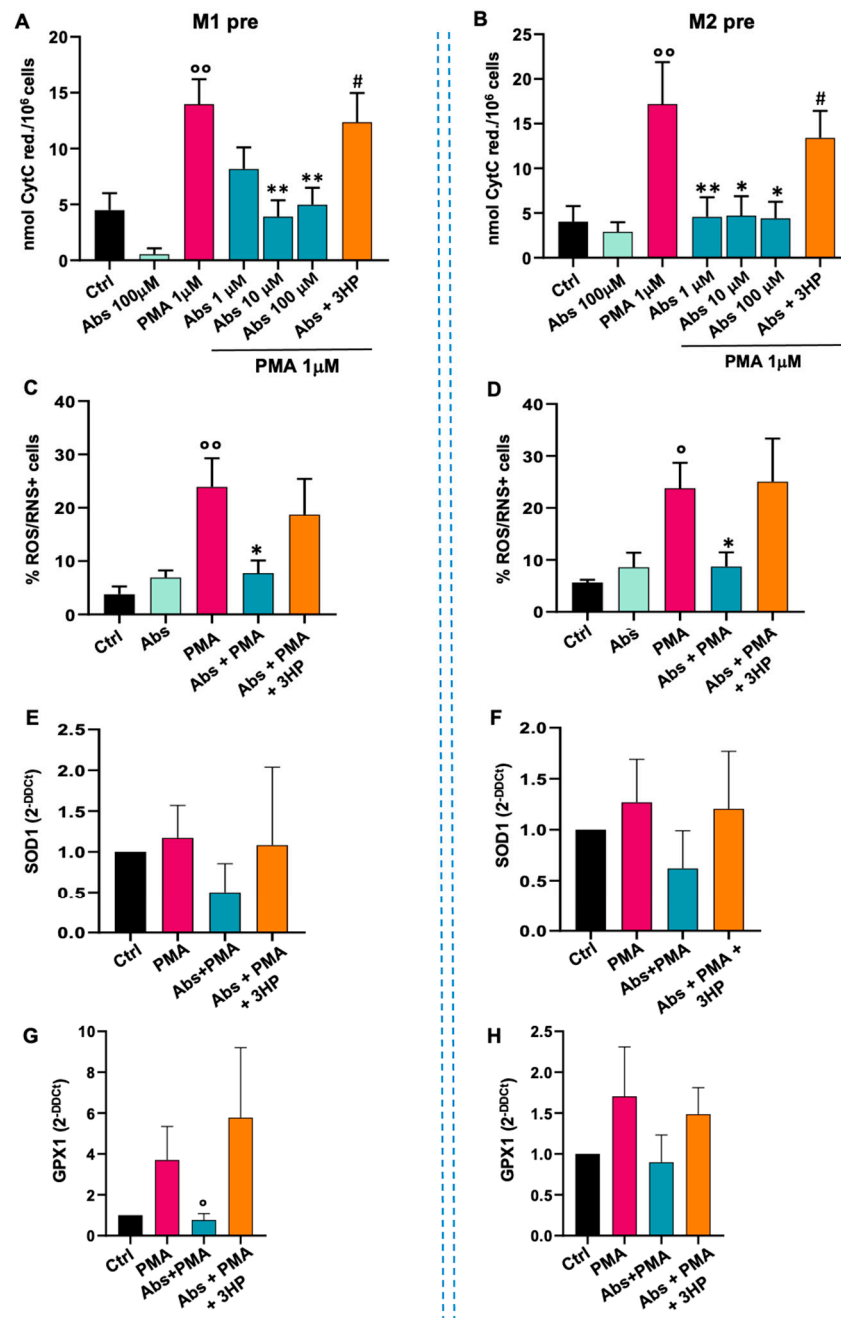 A
M1 pre
nmol CytC red./10⁶ cells
20
15
10
5
0
°°
**
**
#
Ctrl
Abs 100µM
PMA 1µM
Abs 1 µM
Abs 10 µM
Abs 100 µM
Abs + 3HP
PMA 1µM
B
M2 pre
nmol CytC red./10⁶ cells
25
20
15
10
5
0
°°
**
*
*
#
Ctrl
Abs 100µM
PMA 1µM
Abs 1 µM
Abs 10 µM
Abs 100 µM
Abs + 3HP
PMA 1µM
C
% ROS/RNS+ cells
40
30
20
10
0
°°
*
Ctrl
Abs
PMA
Abs + PMA
Abs + PMA
+ 3HP
D
% ROS/RNS+ cells
40
30
20
10
0
°
*
Ctrl
Abs
PMA
Abs + PMA
Abs + PMA
+ 3HP
E
SOD1 (2⁻ᴰᴰᶜᵗ)
2.5
2.0
1.5
1.0
0.5
0.0
Ctrl
PMA
Abs+PMA
Abs + PMA
+ 3HP
F
SOD1 (2⁻ᴰᴰᶜᵗ)
2.0
1.5
1.0
0.5
0.0
Ctrl
PMA
Abs+PMA
Abs + PMA +
3HP
G
GPX1 (2⁻ᴰᴰᶜᵗ)
10
8
6
4
2
0
°
Ctrl
PMA
Abs+PMA
Abs + PMA
+ 3HP
H
GPX1 (2⁻ᴰᴰᶜᵗ)
2.5
2.0
1.5
1.0
0.5
0.0
Ctrl
PMA
Abs+PMA
Abs + PMA
+ 3HP